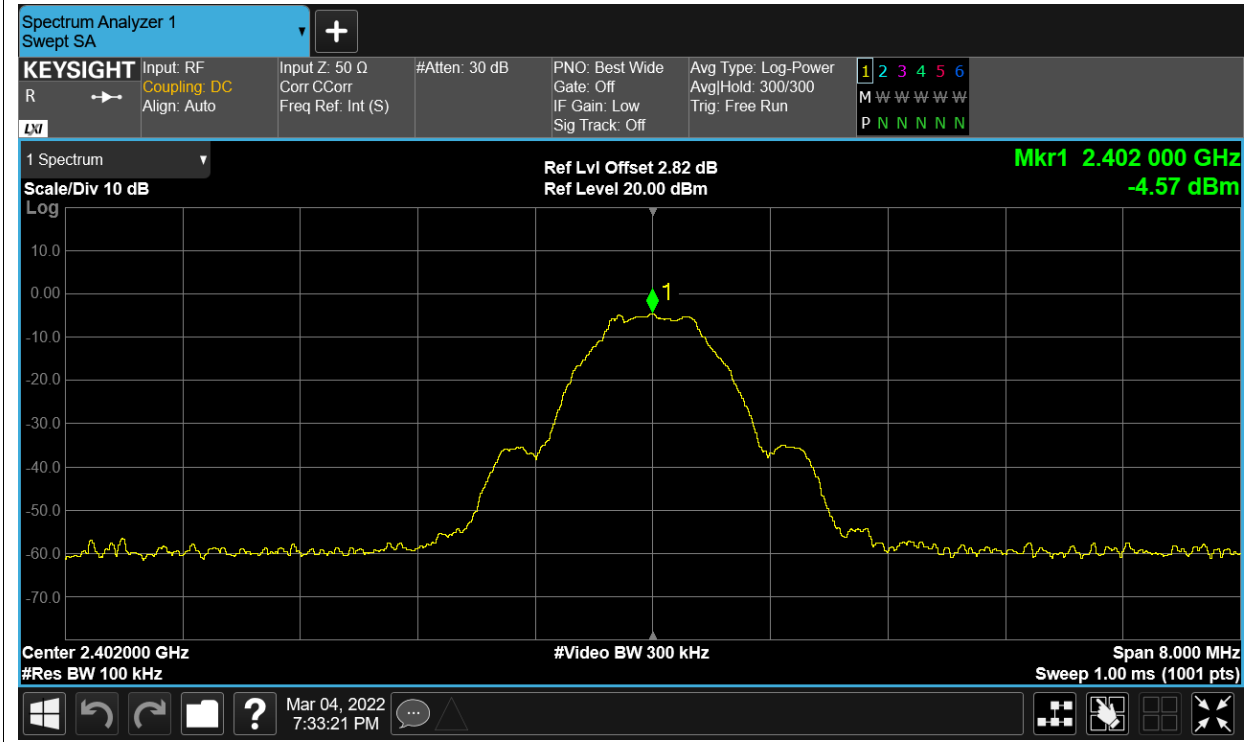 Spectrum Analyzer 1
Swept SA
KEYSIGHT
R
LXI
Input: RF
Coupling: DC
Align: Auto
Input Z: 50 Ω
Corr CCorr
Freq Ref: Int (S)
#Atten: 30 dB
PNO: Best Wide
Gate: Off
IF Gain: Low
Sig Track: Off
Avg Type: Log-Power
Avg|Hold: 300/300
Trig: Free Run
1 2 3 4 5 6
M W W W W W
P N N N N N
1 Spectrum
Scale/Div 10 dB
Log
Ref Lvl Offset 2.82 dB
Ref Level 20.00 dBm
Mkr1 2.402 000 GHz
-4.57 dBm
1
10.0
0.00
-10.0
-20.0
-30.0
-40.0
-50.0
-60.0
-70.0
Center 2.402000 GHz
#Res BW 100 kHz
#Video BW 300 kHz
Span 8.000 MHz
Sweep 1.00 ms (1001 pts)
?
Mar 04, 2022
7:33:21 PM